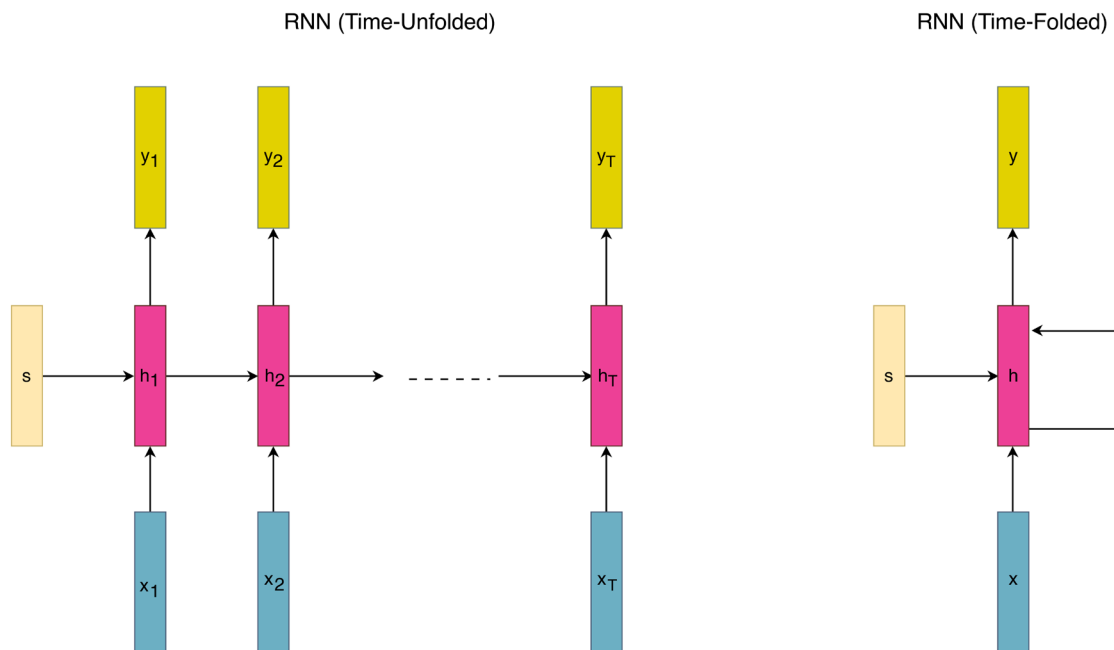 RNN (Time-Unfolded)
RNN (Time-Folded)
y1
y2
yT
y
s
h1
h2
hT
s
h
x1
x2
xT
x